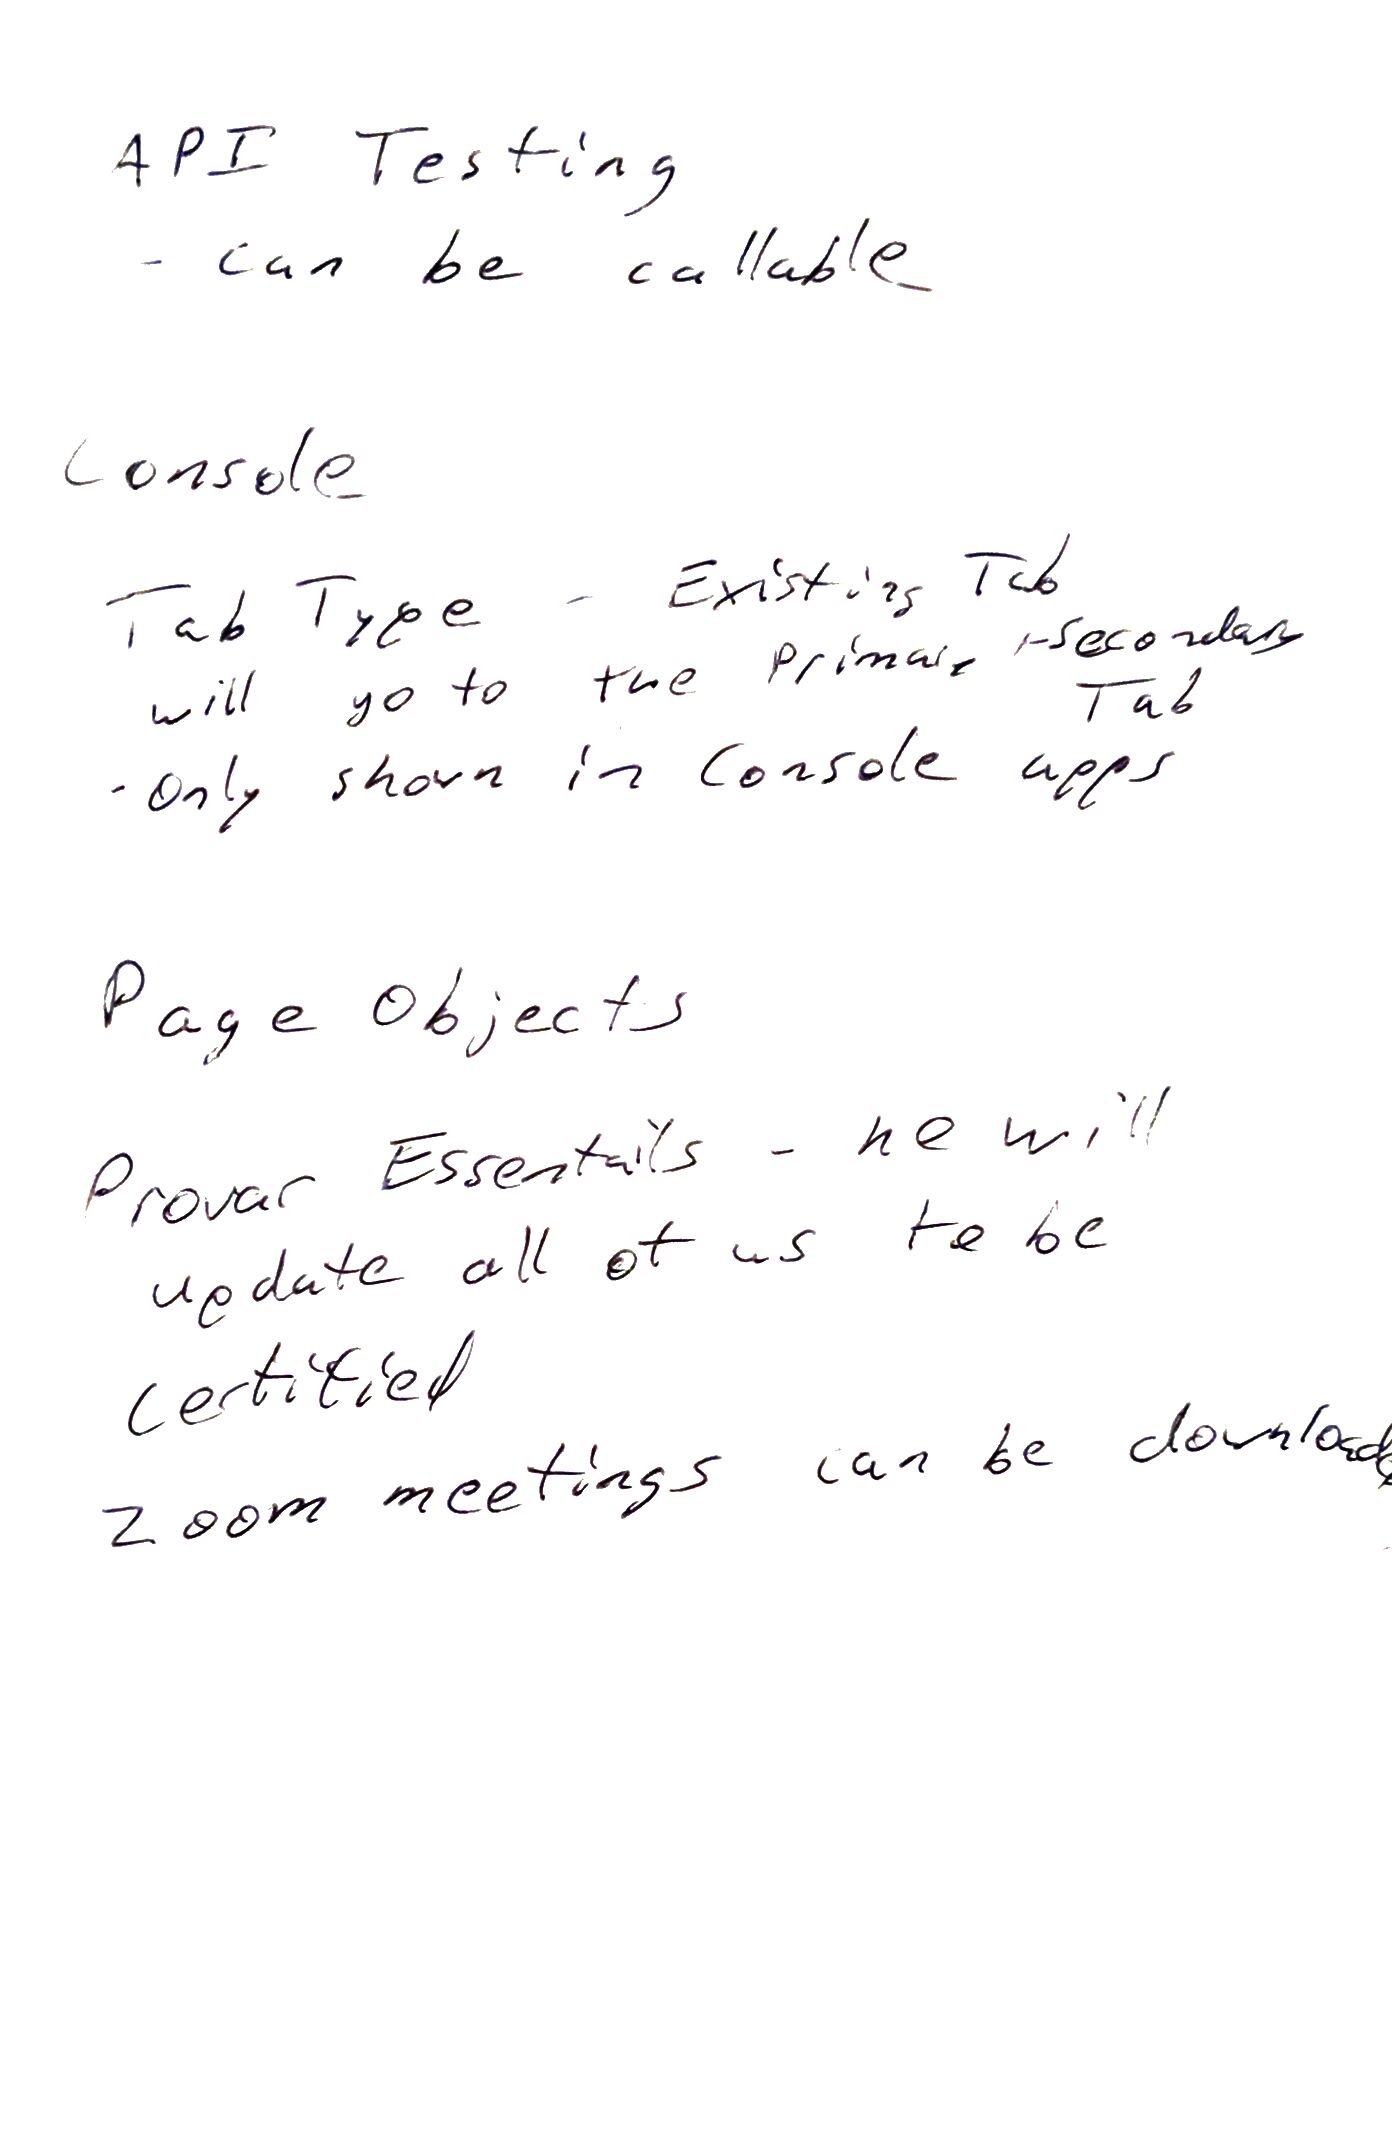 API Testing
- can be callable
Console
Tab Type - Existing Tab
will go to the Primary + Secondary
Tab
- Only shown in Console apps
Page Objects
Provar Essentails - he will
update all of us to be
certified
Zoom meetings can be downloaded